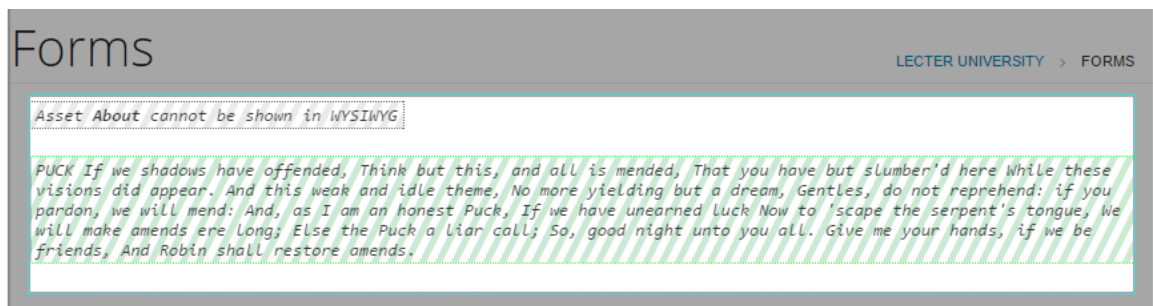 Forms
LECTER UNIVERSITY > FORMS
Asset About cannot be shown in WYSIWYG
PUCK If we shadows have offended, Think but this, and all is mended, That you have but slumber'd here While these
visions did appear. And this weak and idle theme, No more yielding but a dream, Gentles, do not reprehend: if you
pardon, we will mend: And, as I am an honest Puck, If we have unearned luck Now to 'scape the serpent's tongue, We
will make amends ere long; Else the Puck a liar call; So, good night unto you all. Give me your hands, if we be
friends, And Robin shall restore amends.